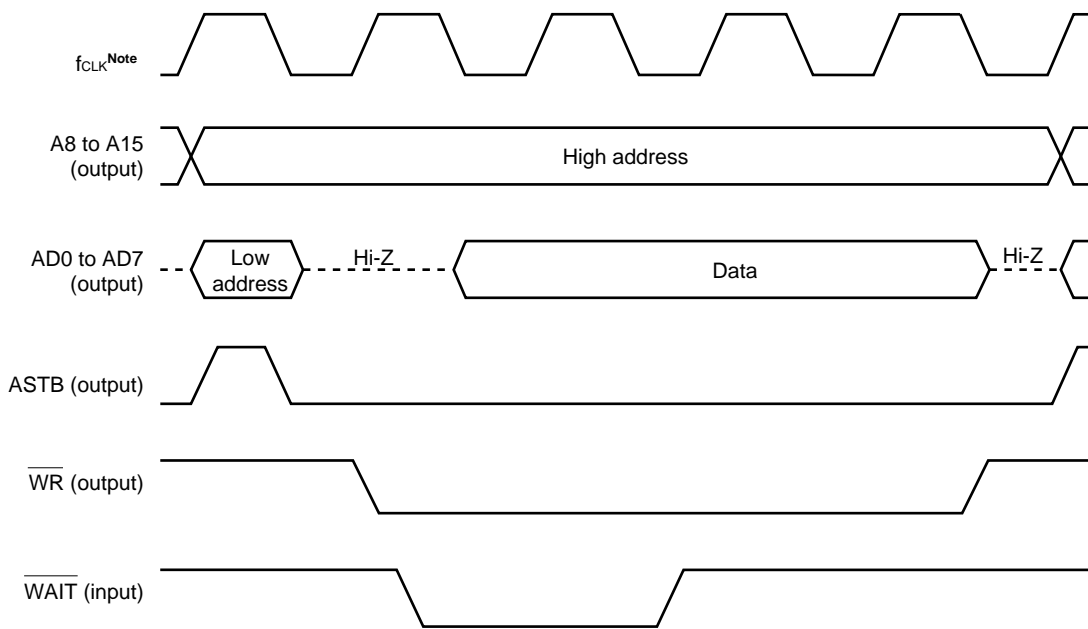 fCLKNote
A8 to A15
(output)
High address
AD0 to AD7
(output)
Low
address
Hi-Z
Data
Hi-Z
ASTB (output)
WR (output)
WAIT (input)